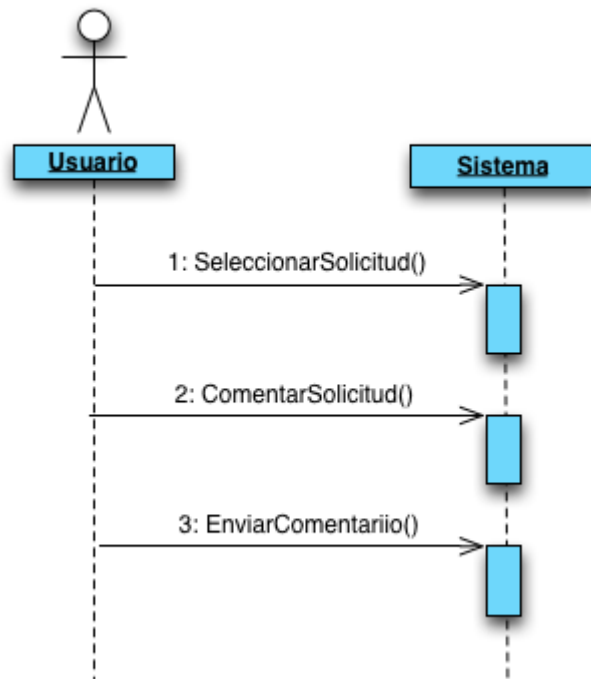 Usuario
Sistema
1: SeleccionarSolicitud()
2: ComentarSolicitud()
3: EnviarComentariio()